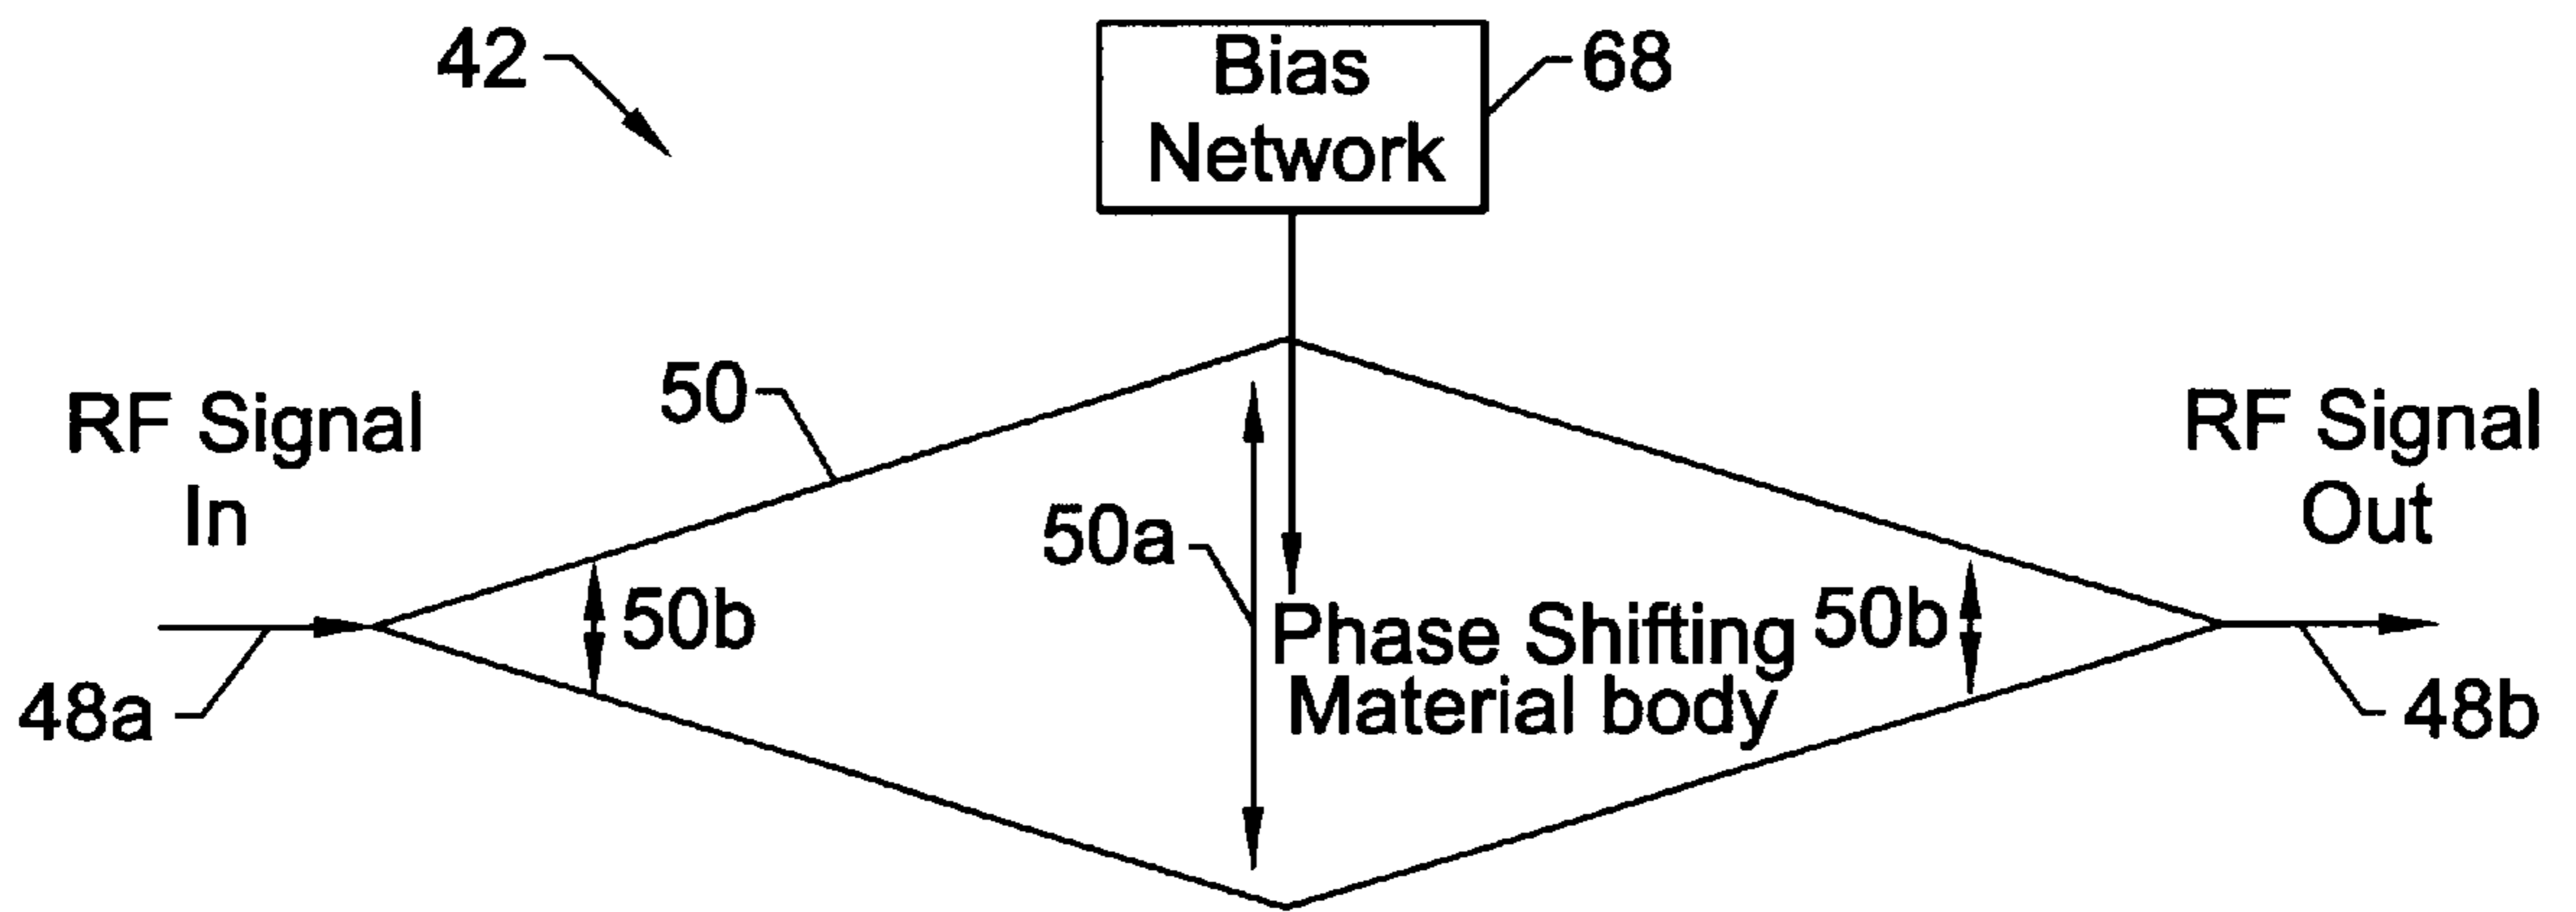 42
Bias
Network
68
50
RF Signal
In
RF Signal
Out
50a
50b
Phase Shifting
Material body
50b
48a
48b